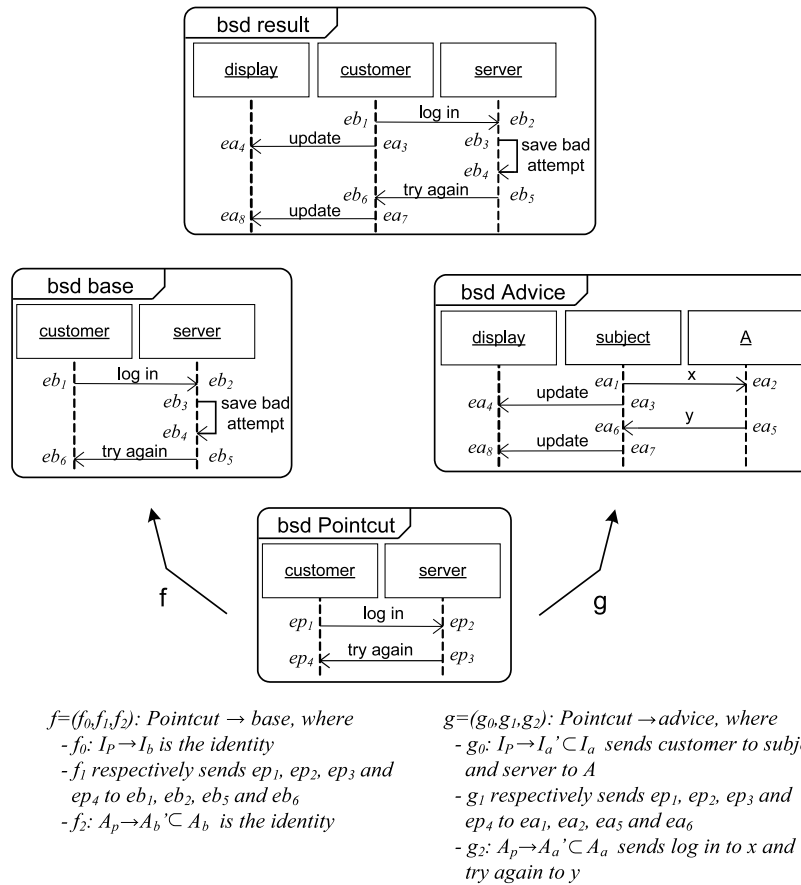 bsd result
display customer server
eb1 log in eb2
ea4 update ea3 eb3 save bad
eb4 attempt
eb6 try again eb5
ea8 update ea7
bsd base
customer server
eb1 log in eb2
eb3 save bad
eb4 attempt
eb6 try again eb5
bsd Advice
display subject A
ea1 x ea2
ea4 update ea3
ea6 y ea5
ea8 update ea7
bsd Pointcut
customer server
ep1 log in ep2
ep4 try again ep3
f
g
f=(f0,f1,f2): Pointcut → base, where
- f0: IP→Ib is the identity
- f1 respectively sends ep1, ep2, ep3 and
ep4 to eb1, eb2, eb5 and eb6
- f2: Ap→Ab'⊂ Ab is the identity
g=(g0,g1,g2): Pointcut →advice, where
- g0: IP→Ia'⊂ Ia sends customer to
and server to A
- g1 respectively sends ep1, ep2, ep3 and
ep4 to ea1, ea2, ea5 and ea6
- g2: Ap→Aa'⊂ Aa sends log in to x and
try again to y